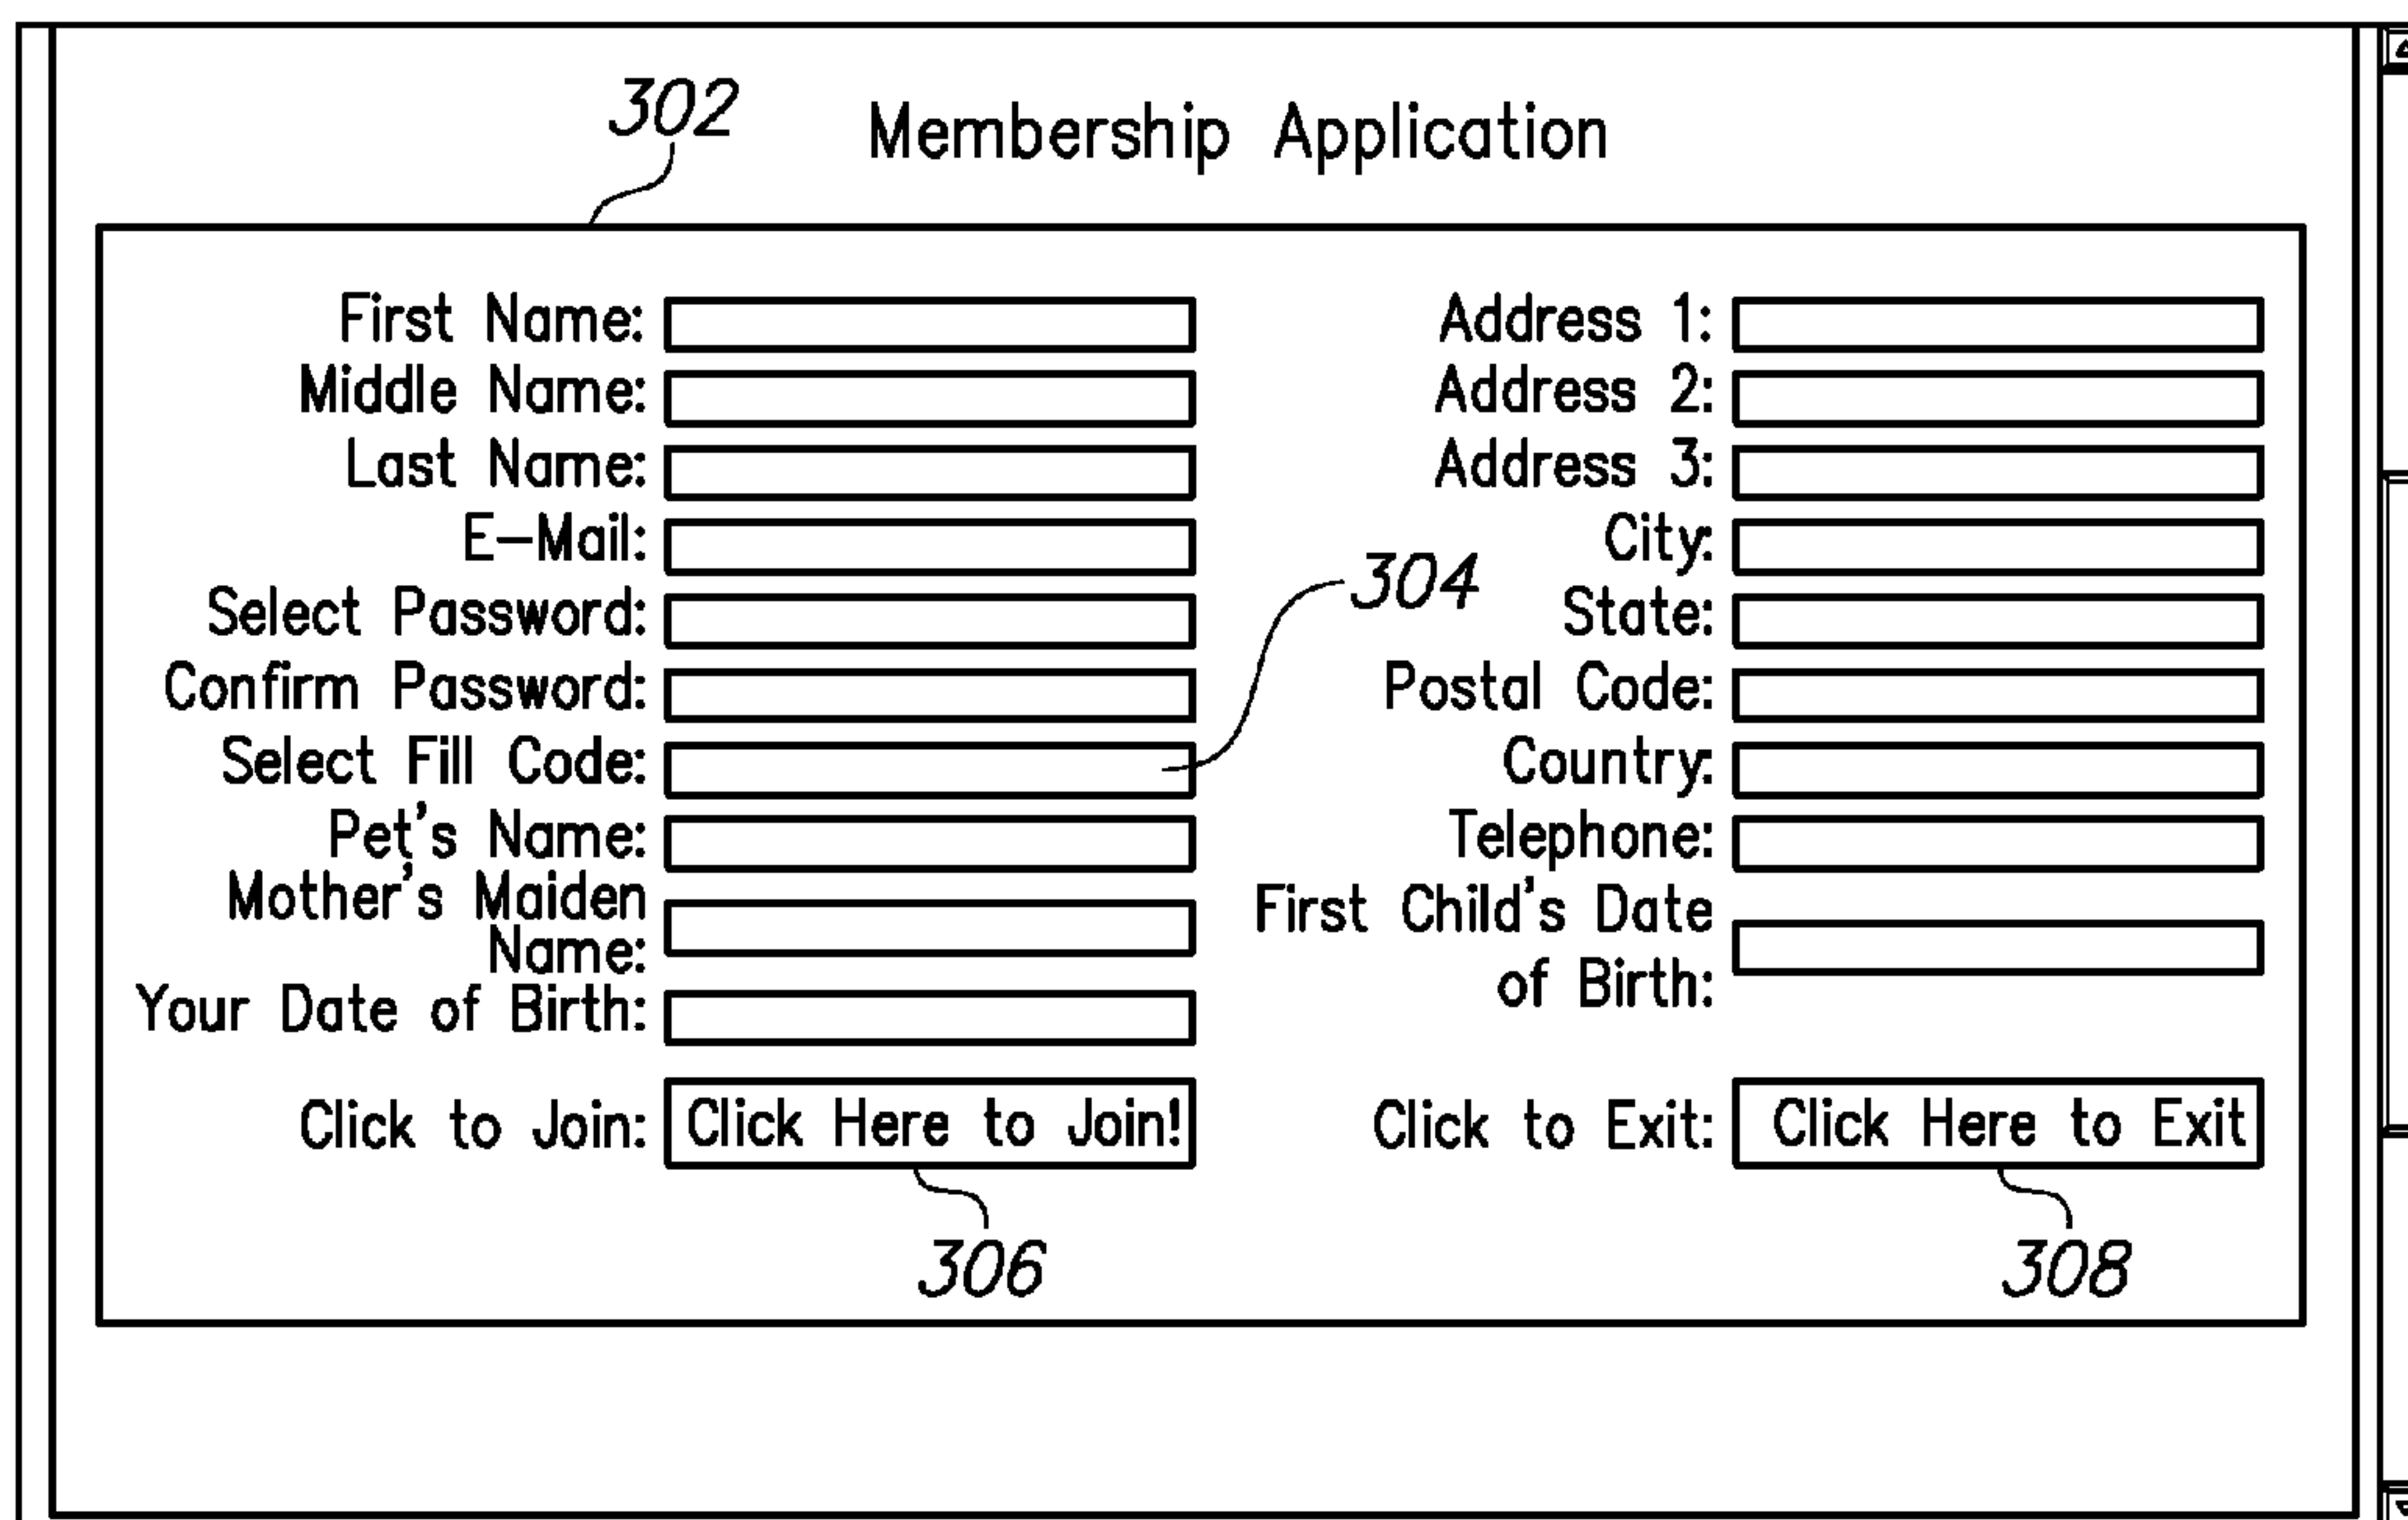 302
Membership Application
First Name:
Middle Name:
Last Name:
E-Mail:
Select Password:
Confirm Password:
Select Fill Code:
Pet's Name:
Mother's Maiden
Name:
Your Date of Birth:
Click to Join: Click Here to Join!
306
304
Address 1:
Address 2:
Address 3:
City:
State:
Postal Code:
Country:
Telephone:
First Child's Date
of Birth:
Click to Exit: Click Here to Exit
308